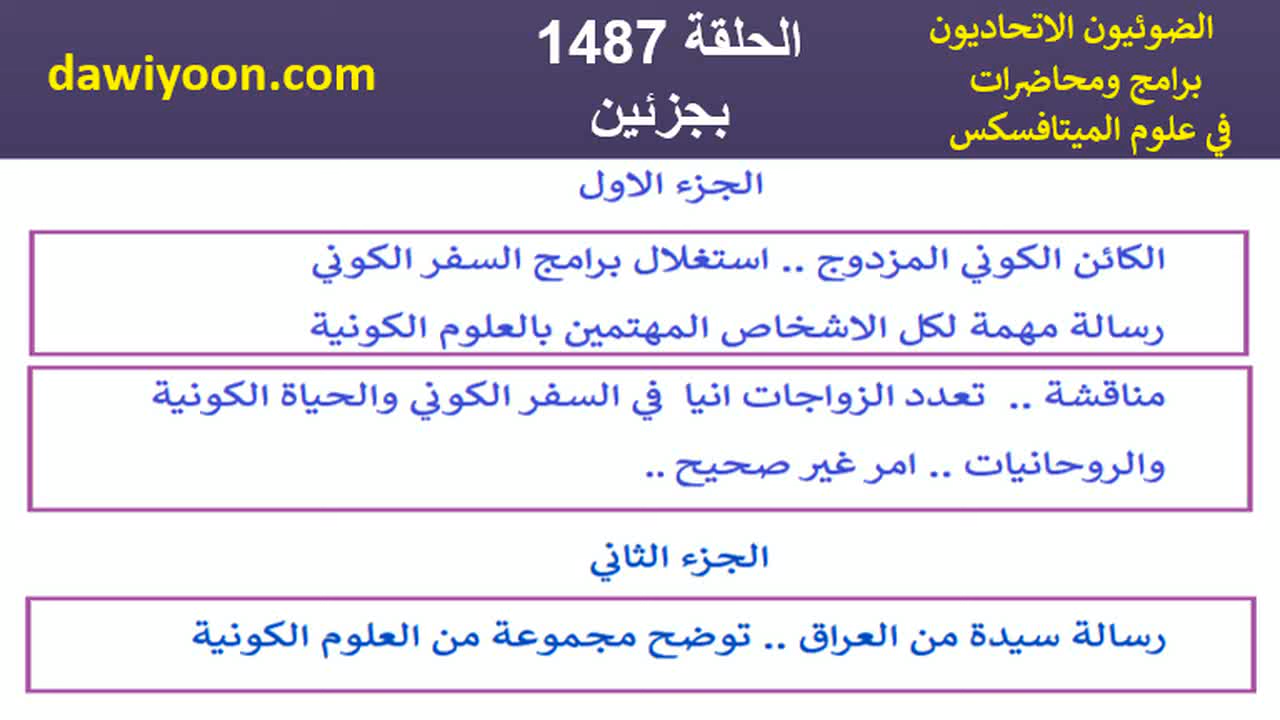 الضوئيون الاتحاديون
برامج ومحاضرات
في علوم الميتافسكس
الحلقة 1487
بجزئين
dawiyoon.com
الجزء الاول
الكائن الكوني المزدوج .. استغلال برامج السفر الكوني
رسالة مهمة لكل الاشخاص المهتمين بالعلوم الكونية
مناقشة .. تعدد الزواجات انيا في السفر الكوني والحياة الكونية
والروحانيات .. امر غير صحيح ..
الجزء الثاني
رسالة سيدة من العراق .. توضح مجموعة من العلوم الكونية